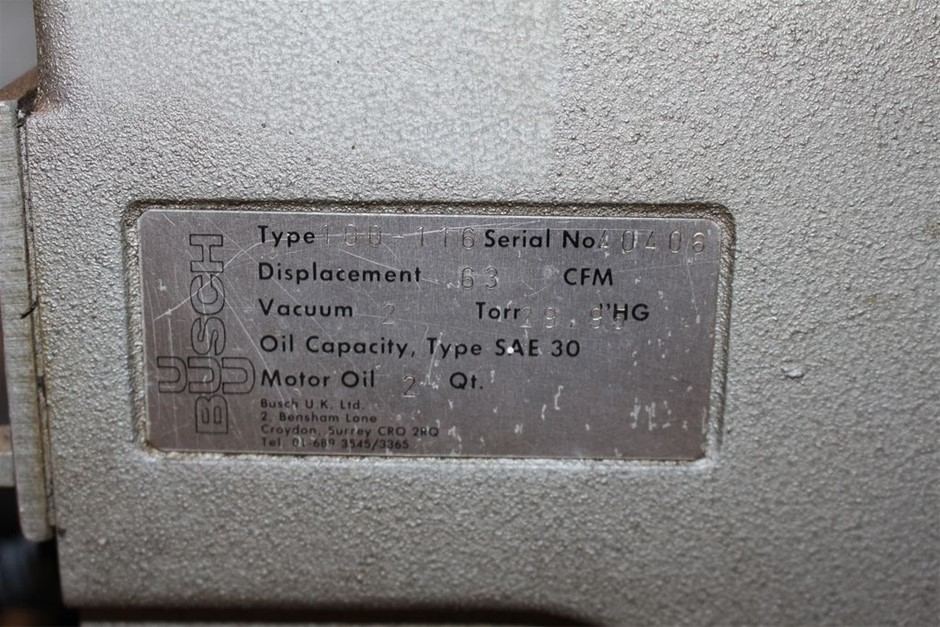 BUSCH
Type 100-116 Serial No 40406
Displacement 63 CFM
Vacuum 2 Torr 29.9 "HG
Oil Capacity, Type SAE 30
Motor Oil 2 Qt.
Busch U.K. Ltd.
2, Bensham Lane
Croydon, Surrey CRO 2RQ
Tel. 01 689 3545/3365